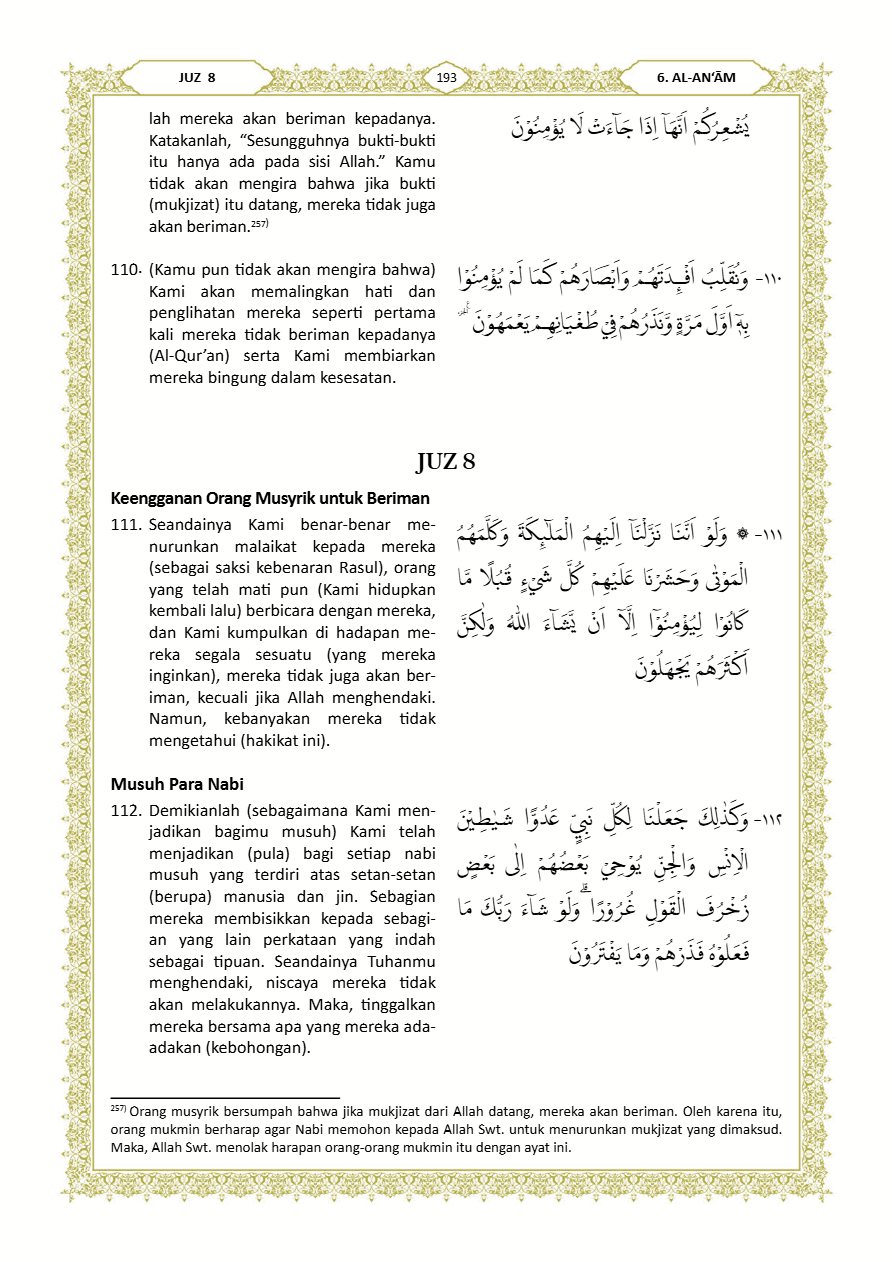 JUZ 8
193
6. AL-AN‘ĀM
lah mereka akan beriman kepadanya.
Katakanlah, “Sesungguhnya bukti-bukti
itu hanya ada pada sisi Allah.” Kamu
tidak akan mengira bahwa jika bukti
(mukjizat) itu datang, mereka tidak juga
akan beriman.257)
يُشْعِرُكُمْ اَنَّهَآ اِذَا جَاۤءَتْ لَا يُؤْمِنُوْنَ
110. (Kamu pun tidak akan mengira bahwa)
Kami akan memalingkan hati dan
penglihatan mereka seperti pertama
kali mereka tidak beriman kepadanya
(Al-Qur’an) serta Kami membiarkan
mereka bingung dalam kesesatan.
١١٠- وَنُقَلِّبُ اَفْـِٕدَتَهُمْ وَاَبْصَارَهُمْ كَمَا لَمْ يُؤْمِنُوْا
بِهٖٓ اَوَّلَ مَرَّةٍ وَّنَذَرُهُمْ فِيْ طُغْيَانِهِمْ يَعْمَهُوْنَ
JUZ 8
Keengganan Orang Musyrik untuk Beriman
111. Seandainya Kami benar-benar me-
nurunkan malaikat kepada mereka
(sebagai saksi kebenaran Rasul), orang
yang telah mati pun (Kami hidupkan
kembali lalu) berbicara dengan mereka,
dan Kami kumpulkan di hadapan me-
reka segala sesuatu (yang mereka
inginkan), mereka tidak juga akan ber-
iman, kecuali jika Allah menghendaki.
Namun, kebanyakan mereka tidak
mengetahui (hakikat ini).
١١١- ۞ وَلَوْ اَنَّنَا نَزَّلْنَآ اِلَيْهِمُ الْمَلٰۤىِٕكَةَ وَكَلَّمَهُمُ
الْمَوْتٰى وَحَشَرْنَا عَلَيْهِمْ كُلَّ شَيْءٍ قُبُلًا مَّا
كَانُوْا لِيُؤْمِنُوْٓا اِلَّآ اَنْ يَّشَاۤءَ اللّٰهُ وَلٰكِنَّ
اَكْثَرَهُمْ يَجْهَلُوْنَ
Musuh Para Nabi
112. Demikianlah (sebagaimana Kami men-
jadikan bagimu musuh) Kami telah
menjadikan (pula) bagi setiap nabi
musuh yang terdiri atas setan-setan
(berupa) manusia dan jin. Sebagian
mereka membisikkan kepada sebagi-
an yang lain perkataan yang indah
sebagai tipuan. Seandainya Tuhanmu
menghendaki, niscaya mereka tidak
akan melakukannya. Maka, tinggalkan
mereka bersama apa yang mereka ada-
adakan (kebohongan).
١١٢- وَكَذٰلِكَ جَعَلْنَا لِكُلِّ نَبِيٍّ عَدُوًّا شَيٰطِيْنَ
الْاِنْسِ وَالْجِنِّ يُوْحِيْ بَعْضُهُمْ اِلٰى بَعْضٍ
زُخْرُفَ الْقَوْلِ غُرُوْرًا ۗوَلَوْ شَاۤءَ رَبُّكَ مَا
فَعَلُوْهُ فَذَرْهُمْ وَمَا يَفْتَرُوْنَ
257) Orang musyrik bersumpah bahwa jika mukjizat dari Allah datang, mereka akan beriman. Oleh karena itu,
orang mukmin berharap agar Nabi memohon kepada Allah Swt. untuk menurunkan mukjizat yang dimaksud.
Maka, Allah Swt. menolak harapan orang-orang mukmin itu dengan ayat ini.